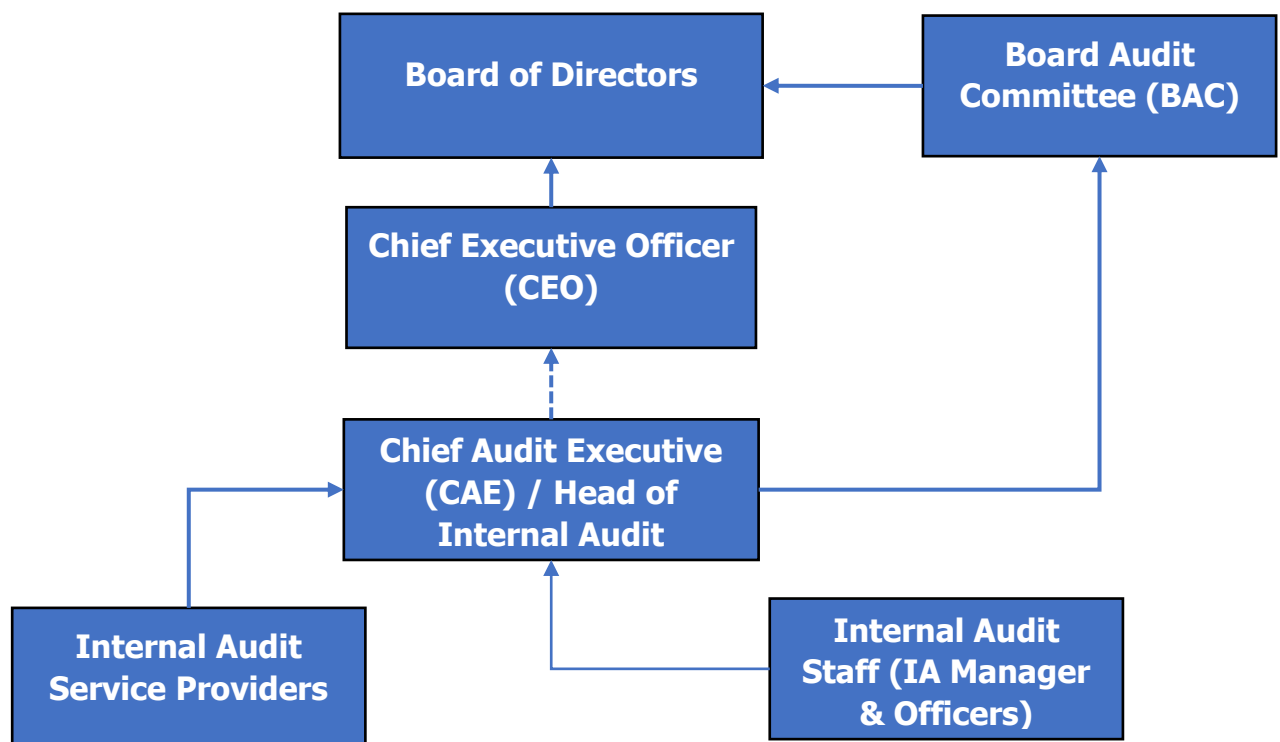 Board of Directors
Board Audit
Committee (BAC)
Chief Executive Officer
(CEO)
Chief Audit Executive
(CAE) / Head of
Internal Audit
Internal Audit
Service Providers
Internal Audit
Staff (IA Manager
& Officers)